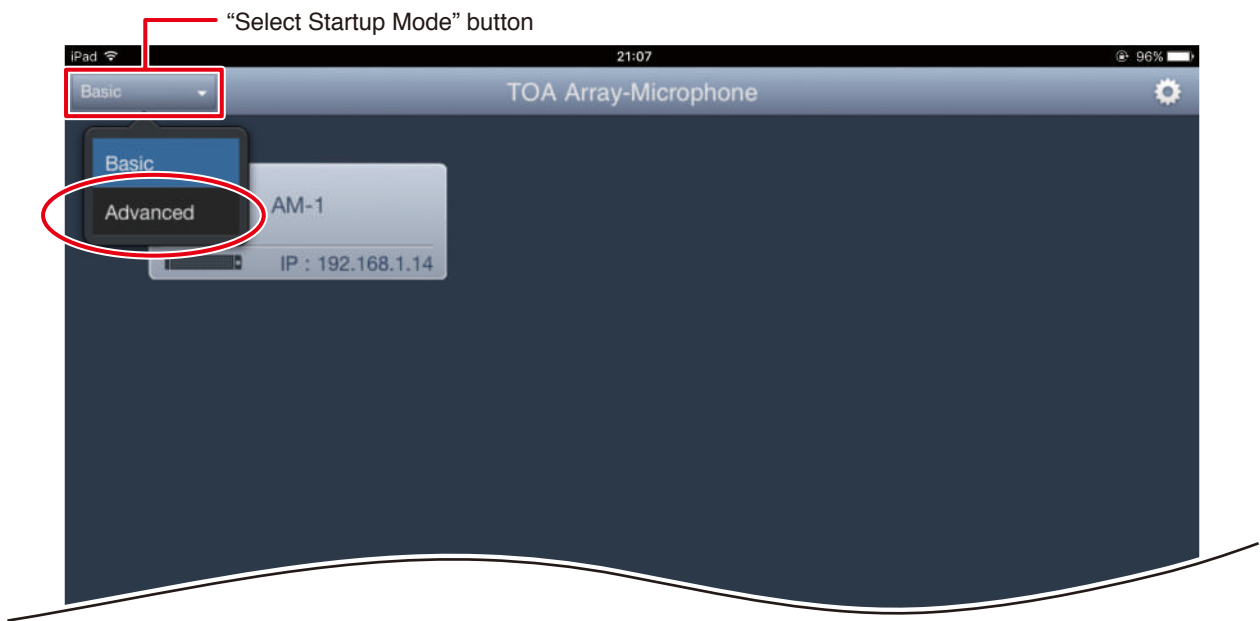 “Select Startup Mode” button
iPad 21:07 96%
Basic TOA Array-Microphone
Basic
Advanced
AM-1
IP : 192.168.1.14